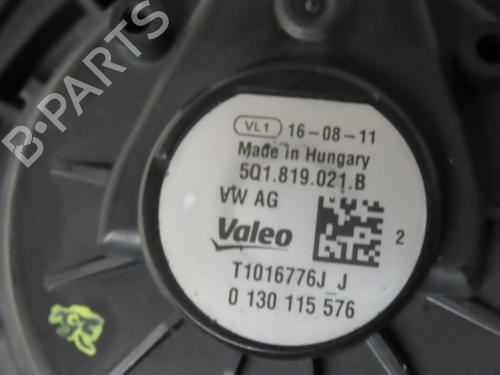 VL1 16-08-11
Made in Hungary
5Q1.819.021.B
VW AG
Valeo
2
T1016776J J
0 130 115 576
B-PARTS